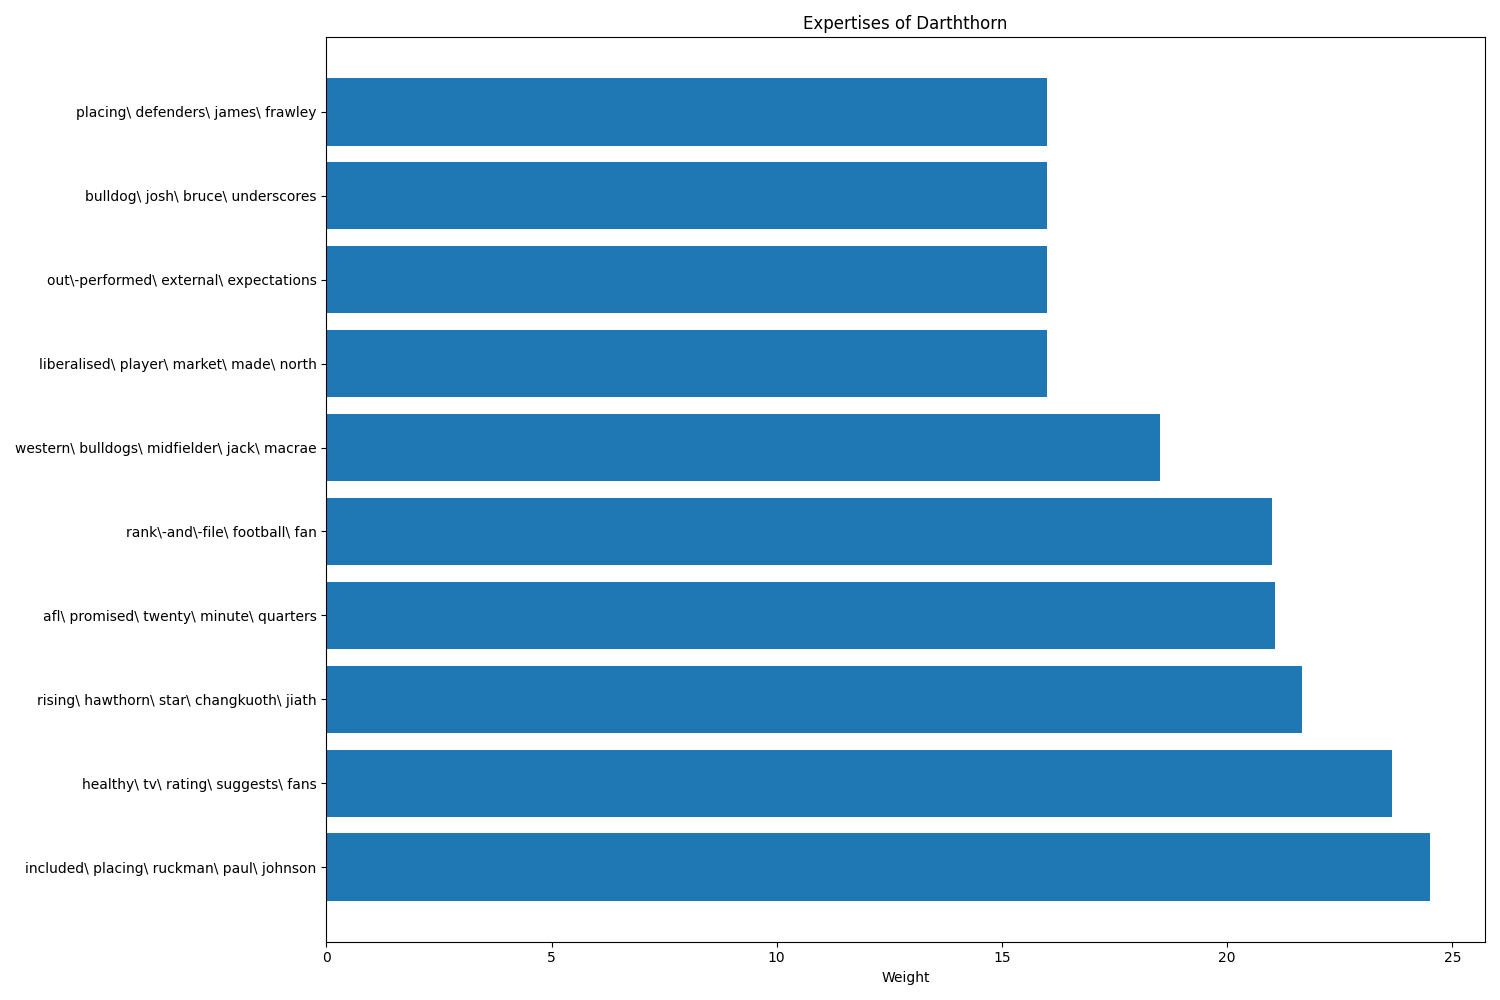 Expertises of Darththorn
placing\ defenders\ james\ frawley
bulldog\ josh\ bruce\ underscores
out\-performed\ external\ expectations
liberalised\ player\ market\ made\ north
western\ bulldogs\ midfielder\ jack\ macrae
rank\-and\-file\ football\ fan
afl\ promised\ twenty\ minute\ quarters
rising\ hawthorn\ star\ changkuoth\ jiath
healthy\ tv\ rating\ suggests\ fans
included\ placing\ ruckman\ paul\ johnson
0 5 10 15 20 25
Weight